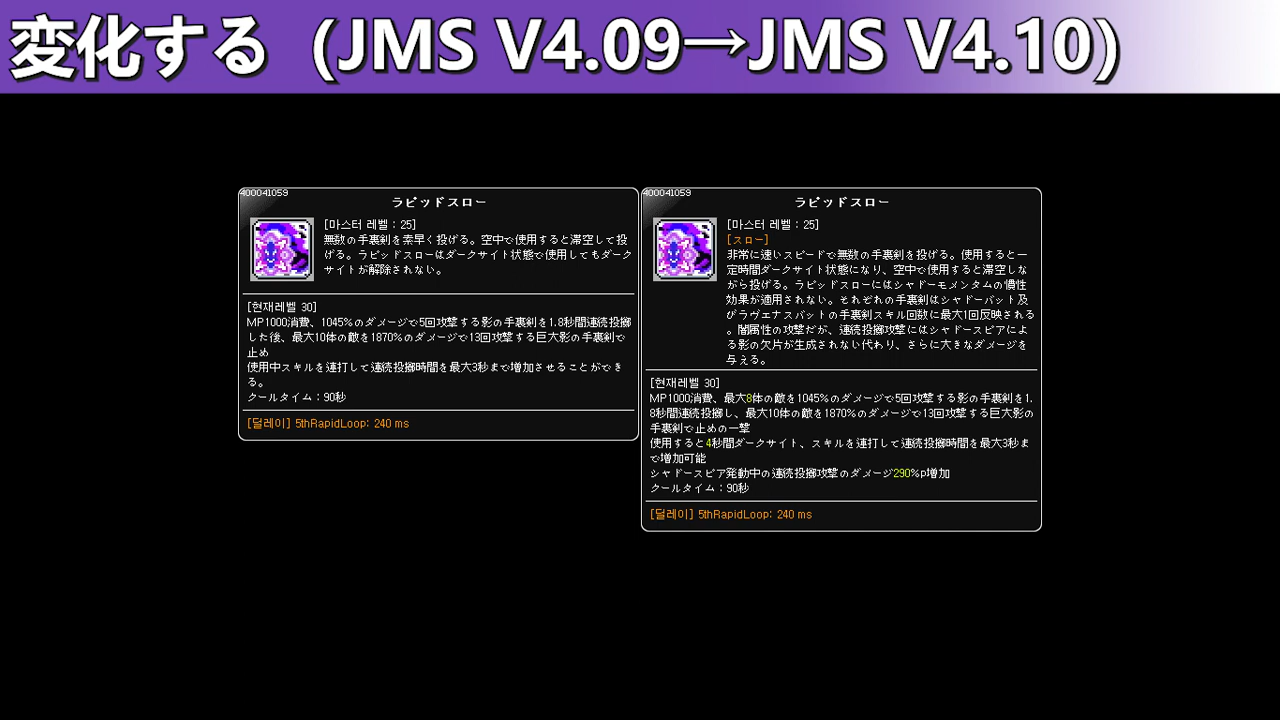 変化する（JMS V4.09→JMS V4.10）
400041059
ラピッドスロー
[마스터 레벨 : 25]
無数の手裏剣を素早く投げる。空中で使用すると滞空して投
げる。ラピッドスローはダークサイト状態で使用してもダーク
サイトが解除されない。
[현재레벨 30]
MP1000消費、1045%のダメージで5回攻撃する影の手裏剣を1.8秒間連続投擲
した後、最大10体の敵を1870%のダメージで13回攻撃する巨大影の手裏剣で
止め
使用中スキルを連打して連続投擲時間を最大3秒まで増加させることができ
る。
クールタイム：90秒
[딜레이] 5thRapidLoop: 240 ms
400041059
ラピッドスロー
[마스터 레벨 : 25]
[スロー]
非常に速いスピードで無数の手裏剣を投げる。使用すると一
定時間ダークサイト状態になり、空中で使用すると滞空しな
がら投げる。ラピッドスローにはシャドーモメンタムの慣性
効果が適用されない。それぞれの手裏剣はシャドーバット及
びラヴェナスバットの手裏剣スキル回数に最大1回反映される
。闇属性の攻撃だが、連続投擲攻撃にはシャドースピアによ
る影の欠片が生成されない代わり、さらに大きなダメージを
与える。
[현재레벨 30]
MP1000消費、最大8体の敵を1045%のダメージで5回攻撃する影の手裏剣を1.
8秒間連続投擲し、最大10体の敵を1870%のダメージで13回攻撃する巨大影の
手裏剣で止めの一撃
使用すると4秒間ダークサイト、スキルを連打して連続投擲時間を最大3秒ま
で増加可能
シャドースピア発動中の連続投擲攻撃のダメージ290%p増加
クールタイム：90秒
[딜레이] 5thRapidLoop: 240 ms